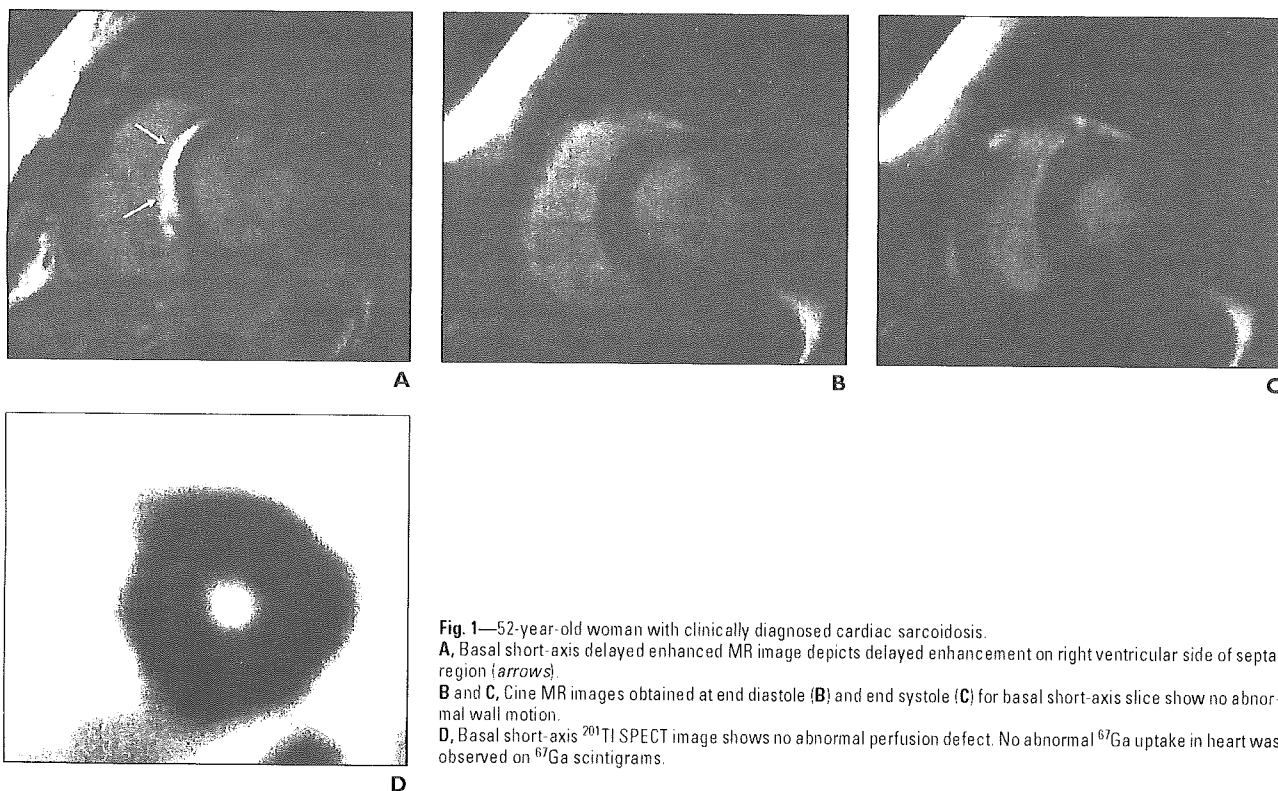 A
B
C
D
Fig. 1—52-year-old woman with clinically diagnosed cardiac sarcoidosis.
A, Basal short-axis delayed enhanced MR image depicts delayed enhancement on right ventricular side of septa
region (arrows).
B and C, Cine MR images obtained at end diastole (B) and end systole (C) for basal short-axis slice show no abnor-
mal wall motion.
D, Basal short-axis ²⁰¹Tl SPECT image shows no abnormal perfusion defect. No abnormal ⁶⁷Ga uptake in heart was
observed on ⁶⁷Ga scintigrams.